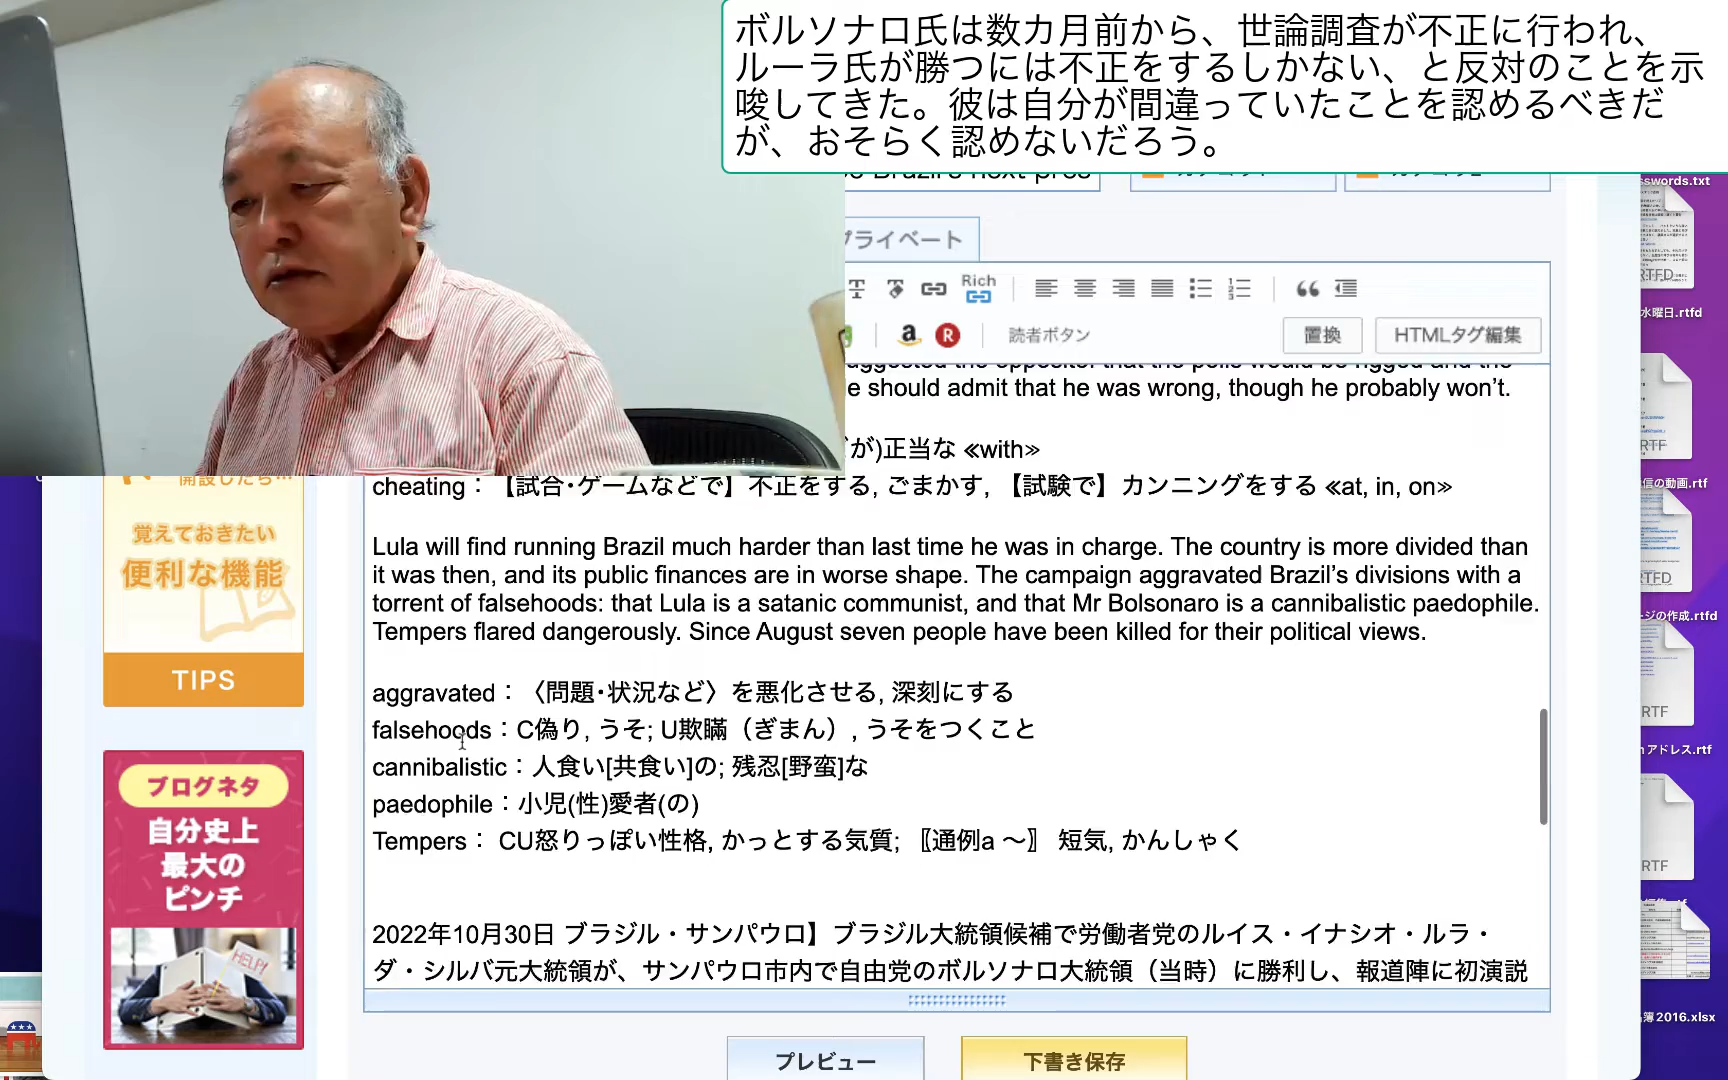 ボルソナロ氏は数カ月前から、世論調査が不正に行われ、
ルーラ氏が勝つには不正をするしかない、と反対のことを示
唆してきた。彼は自分が間違っていたことを認めるべきだ
が、おそらく認めないだろう。
プライベート
Rich
読者ボタン
置換
HTMLタグ編集
e should admit that he was wrong, though he probably won’t.
が)正当な ≪with≫
cheating：【試合・ゲームなどで】不正をする, ごまかす, 【試験で】カンニングをする ≪at, in, on≫
Lula will find running Brazil much harder than last time he was in charge. The country is more divided than
it was then, and its public finances are in worse shape. The campaign aggravated Brazil’s divisions with a
torrent of falsehoods: that Lula is a satanic communist, and that Mr Bolsonaro is a cannibalistic paedophile.
Tempers flared dangerously. Since August seven people have been killed for their political views.
aggravated：〈問題・状況など〉を悪化させる, 深刻にする
falsehoods：C偽り, うそ; U欺瞞（ぎまん）, うそをつくこと
cannibalistic：人食い[共食い]の; 残忍[野蛮]な
paedophile：小児(性)愛者(の)
Tempers： CU怒りっぽい性格, かっとする気質; 〖通例a ～〗 短気, かんしゃく
2022年10月30日 ブラジル・サンパウロ】ブラジル大統領候補で労働者党のルイス・イナシオ・ルラ・
ダ・シルバ元大統領が、サンパウロ市内で自由党のボルソナロ大統領（当時）に勝利し、報道陣に初演説
プレビュー
下書き保存
開設したら…
覚えておきたい
便利な機能
TIPS
ブログネタ
自分史上
最大の
ピンチ
HELP!
sswords.txt
RTFD
水曜日.rtfd
RTF
信の動画.rtf
RTFD
ージの作成.rtfd
RTF
アドレス.rtf
RTF
簿2016.xlsx